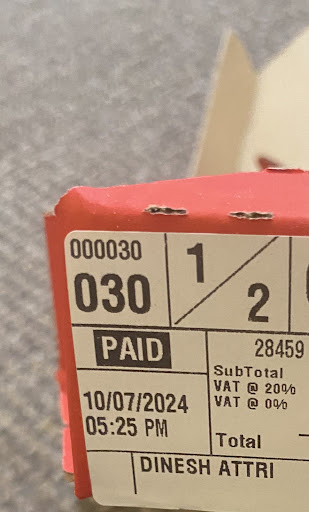 000030
030
1/2
PAID
28459
SubTotal
VAT @ 20%
VAT @ 0%
10/07/2024
05:25 PM
Total
DINESH ATTRI